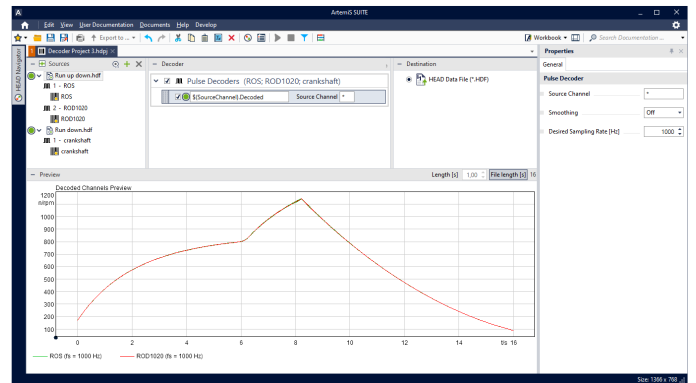 ArtemiS SUITE
Edit View User Documentation Documents Help Develop
Export to ...
Workbook
Search Documentation ...
HEAD Navigator
1 Decoder Project 3.hdpj
Sources
Run up down.hdf
1 - ROS
ROS
2 - ROD1020
ROD1020
Run down.hdf
1 - crankshaft
crankshaft
Decoder
Pulse Decoders (ROS; ROD1020; crankshaft)
$(SourceChannel).Decoded Source Channel *
Destination
HEAD Data File (*.HDF)
Properties
General
Pulse Decoder
Source Channel *
Smoothing Off
Desired Sampling Rate [Hz] 1000
Preview Length [s] 1,00 File length [s] 16
Decoded Channels Preview
1200
n/rpm
1000
900
800
700
600
500
400
300
200
100
0 2 4 6 8 10 12 14 t/s 16
ROS (fs = 1000 Hz) ROD1020 (fs = 1000 Hz)
Size: 1366 x 768